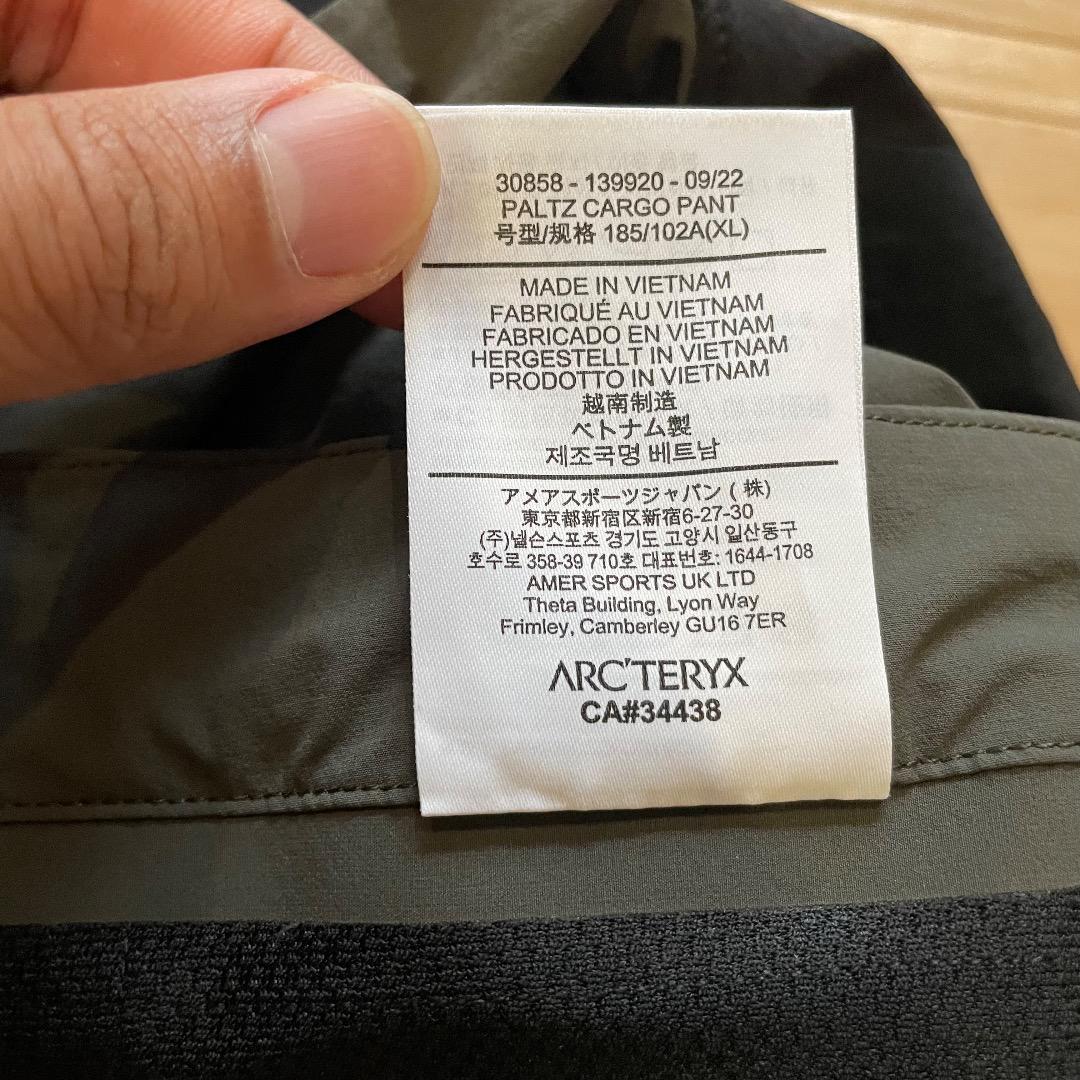 30858 - 139920 - 09/22
PALTZ CARGO PANT
号型/规格 185/102A(XL)
MADE IN VIETNAM
FABRIQUÉ AU VIETNAM
FABRICADO EN VIETNAM
HERGESTELLT IN VIETNAM
PRODOTTO IN VIETNAM
越南制造
ベトナム製
제조국명 베트남
アメアスポーツジャパン ( 株)
東京都新宿区新宿6-27-30
(주)넬슨스포츠 경기도 고양시 일산동구
호수로 358-39 710호 대표번호: 1644-1708
AMER SPORTS UK LTD
Theta Building, Lyon Way
Frimley, Camberley GU16 7ER
ARC'TERYX
CA#34438